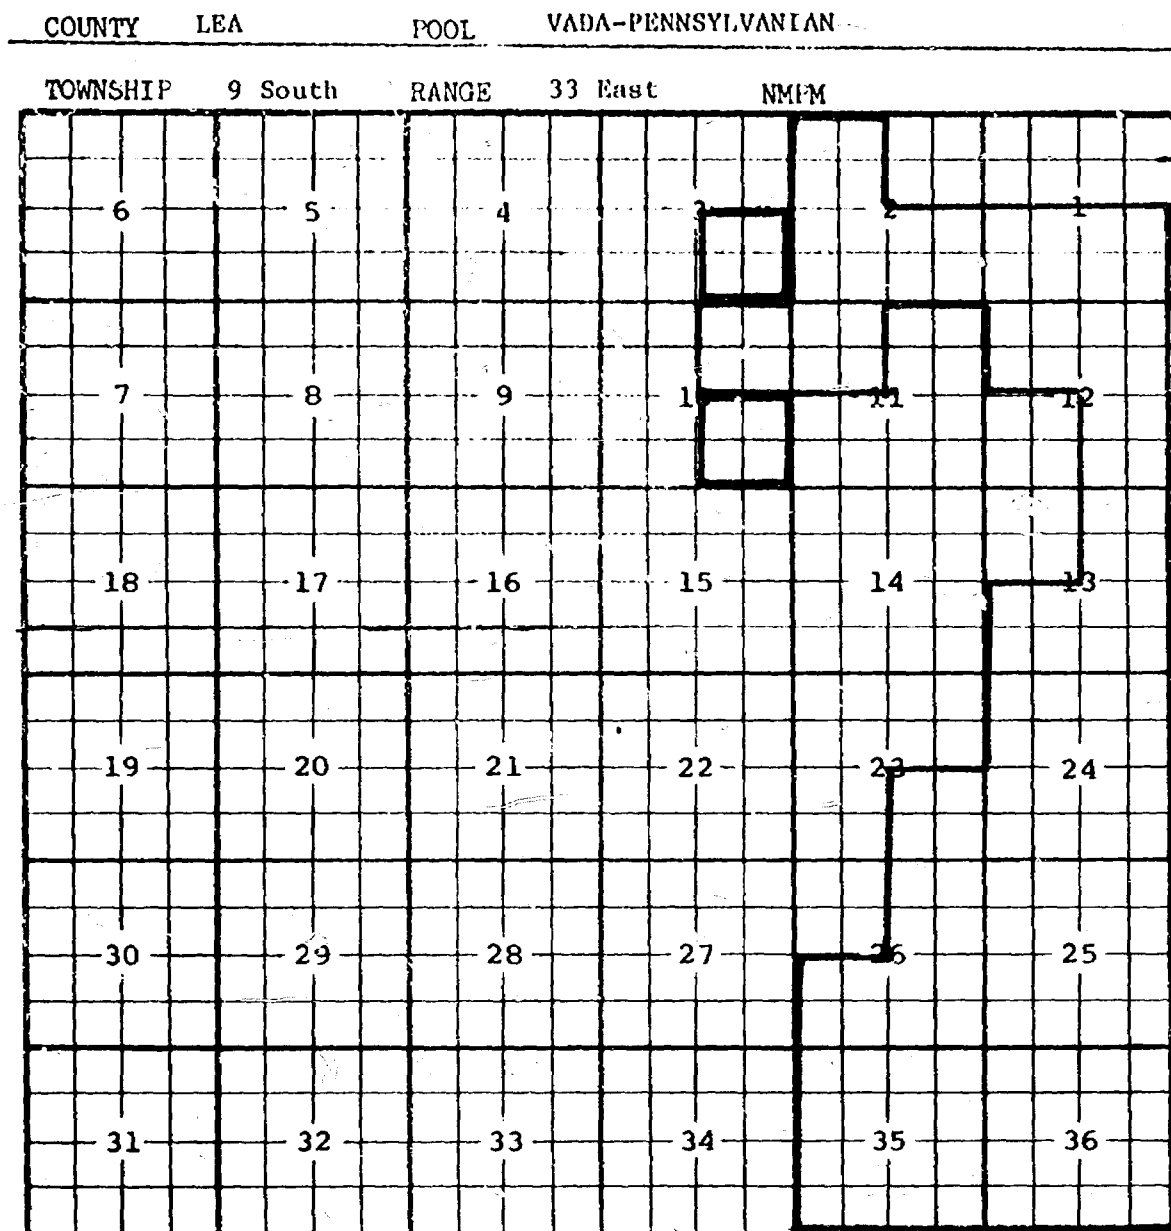 COUNTY LEA POOL VADA-PENNSYLVANIAN
TOWNSHIP 9 South RANGE 33 East NMPM
6 5 4 3 2 1
7 8 9 1 11 12
18 17 16 15 14 13
19 20 21 22 23 24
30 29 28 27 26 25
31 32 33 34 35 36